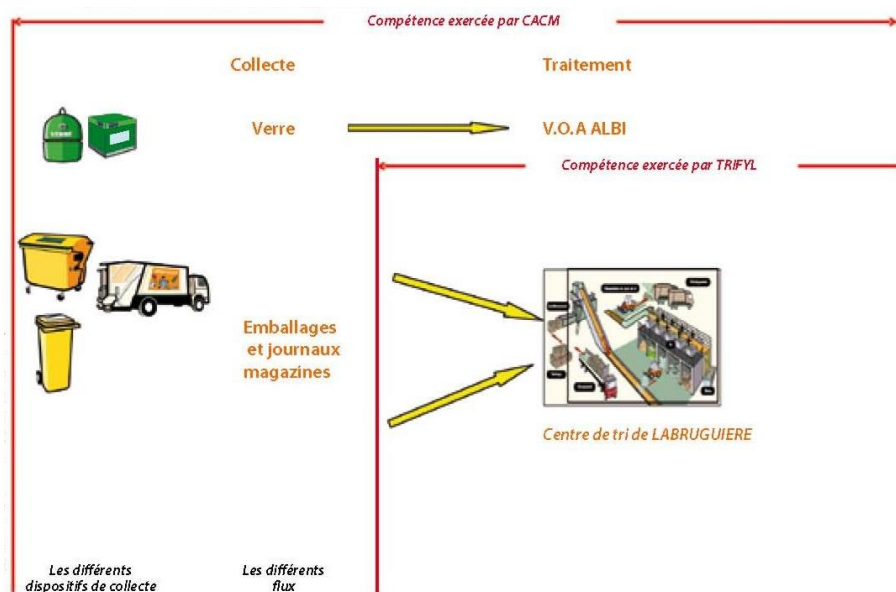 Compétence exercée par CACM
Collecte
Traitement
Verre
V.O.A ALBI
Compétence exercée par TRIFYL
Emballages
et journaux
magazines
Centre de tri de LABRUGUIERE
Les différents
dispositifs de collecte
Les différents
flux